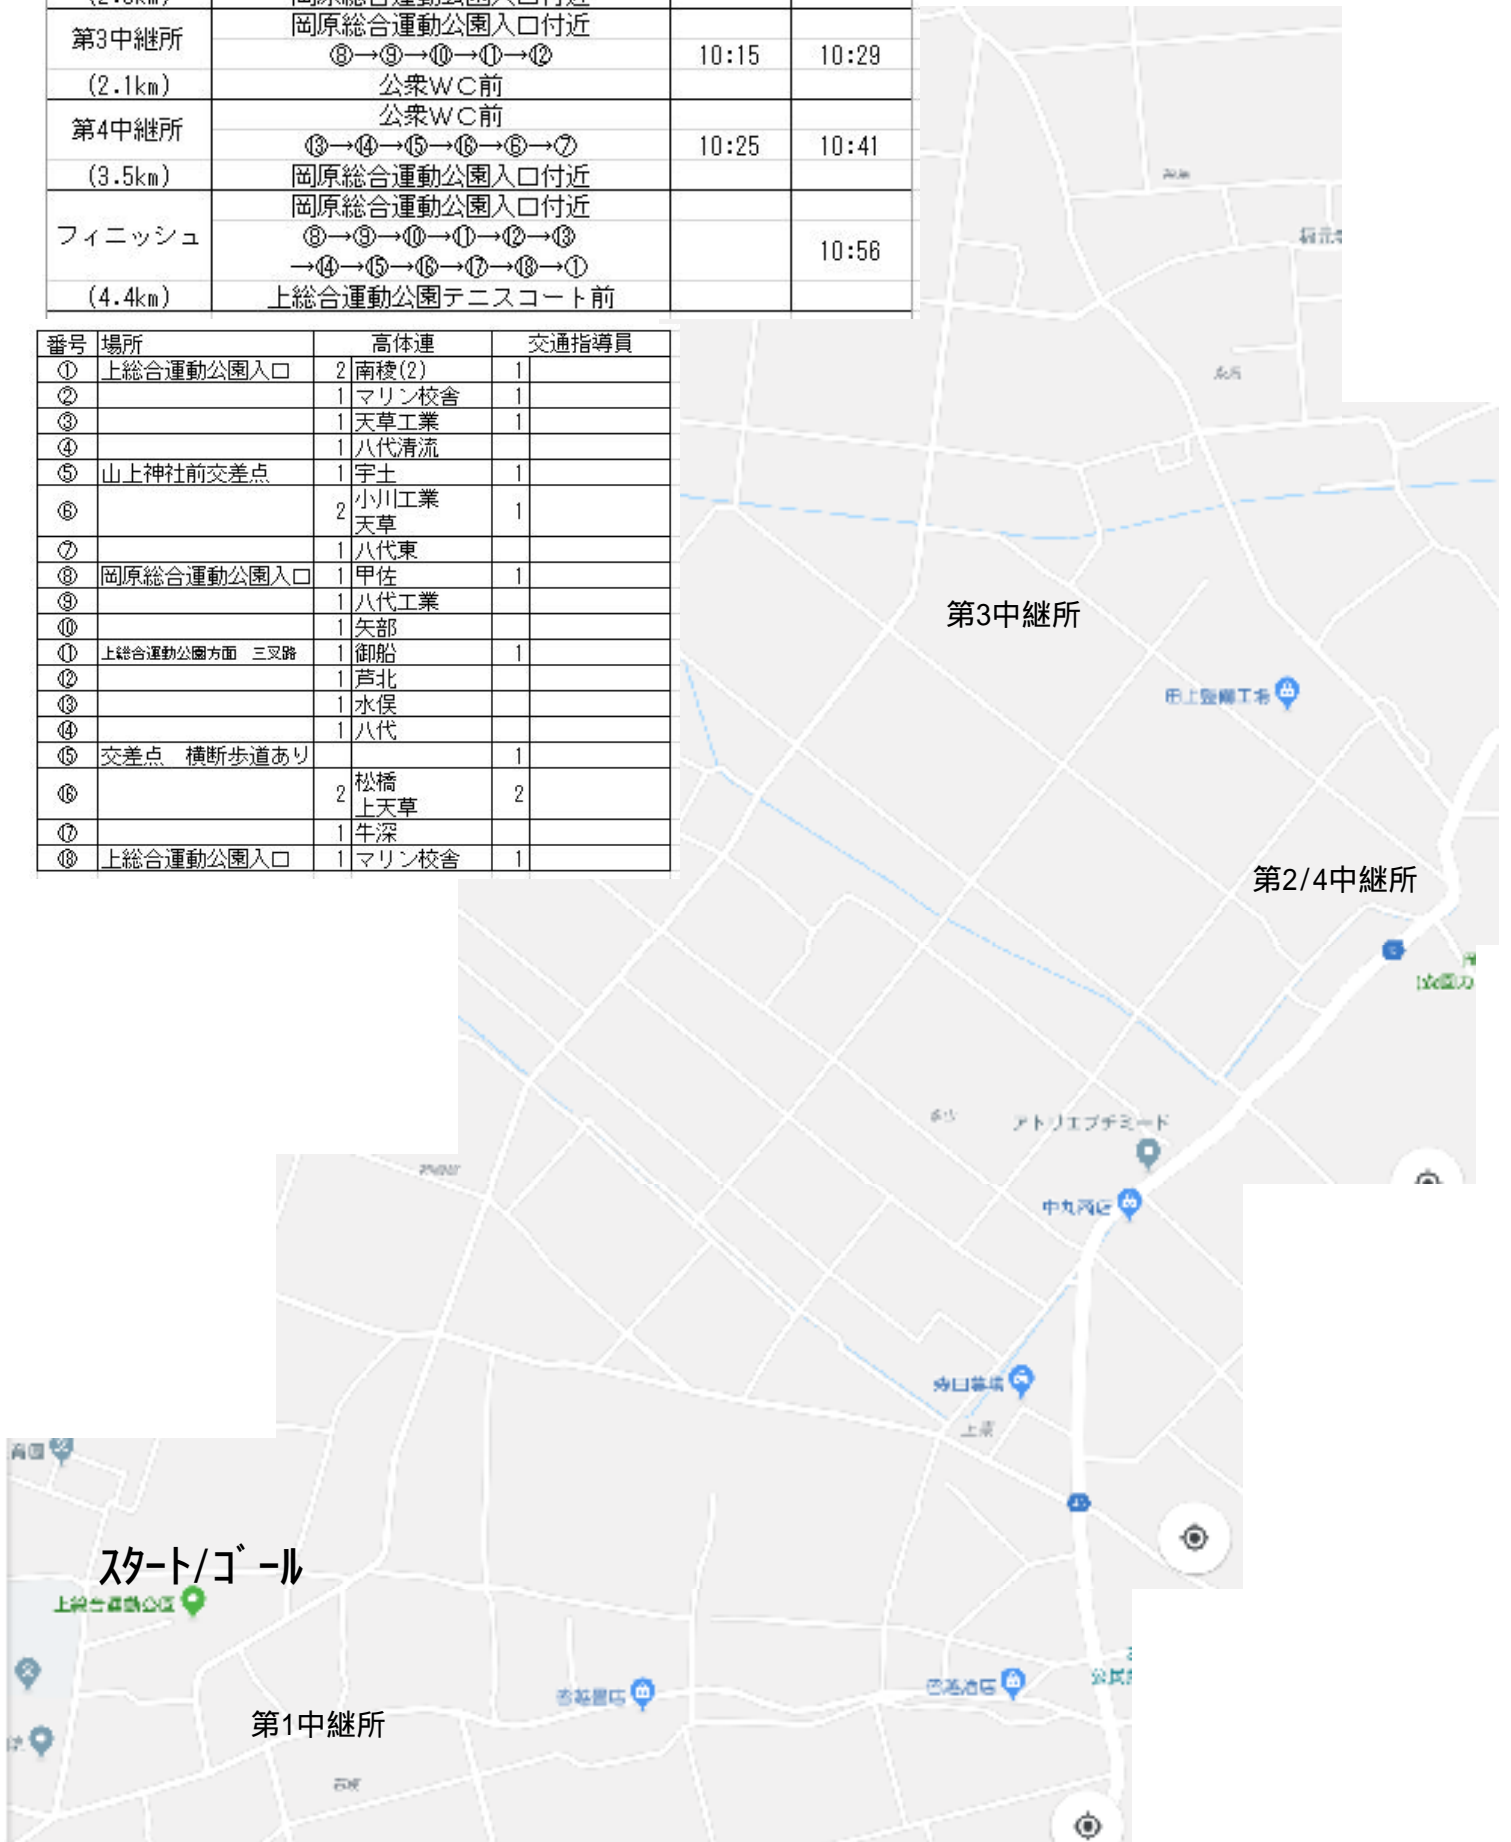 第3中継所 岡原総合運動公園入口付近
⑧→⑨→⑩→⑪→⑫ 10:15 10:29
(2.1km) 公衆WC前
第4中継所 公衆WC前
⑬→⑭→⑮→⑯→⑥→⑦ 10:25 10:41
(3.5km) 岡原総合運動公園入口付近
岡原総合運動公園入口付近
フィニッシュ ⑧→⑨→⑩→⑪→⑫→⑬
→⑭→⑮→⑯→⑰→⑱→① 10:56
(4.4km) 上総合運動公園テニスコート前
番号 場所 高体連 交通指導員
① 上総合運動公園入口 2 南稜(2) 1
② 1 マリン校舎 1
③ 1 天草工業 1
④ 1 八代清流
⑤ 山上神社前交差点 1 宇土 1
⑥ 2 小川工業 1
天草
⑦ 1 八代東
⑧ 岡原総合運動公園入口 1 甲佐 1
⑨ 1 八代工業
⑩ 1 矢部
⑪ 上総合運動公園方面 三叉路 1 御船 1
⑫ 1 芦北
⑬ 1 水俣
⑭ 1 八代
⑮ 交差点 横断歩道あり 1
⑯ 2 松橋 2
上天草
⑰ 1 牛深
⑱ 上総合運動公園入口 1 マリン校舎 1
第3中継所
田上整備工場
第2/4中継所
アトリエプチミード
中丸商店
上里
スタート/ゴール
上総合運動公園
第1中継所